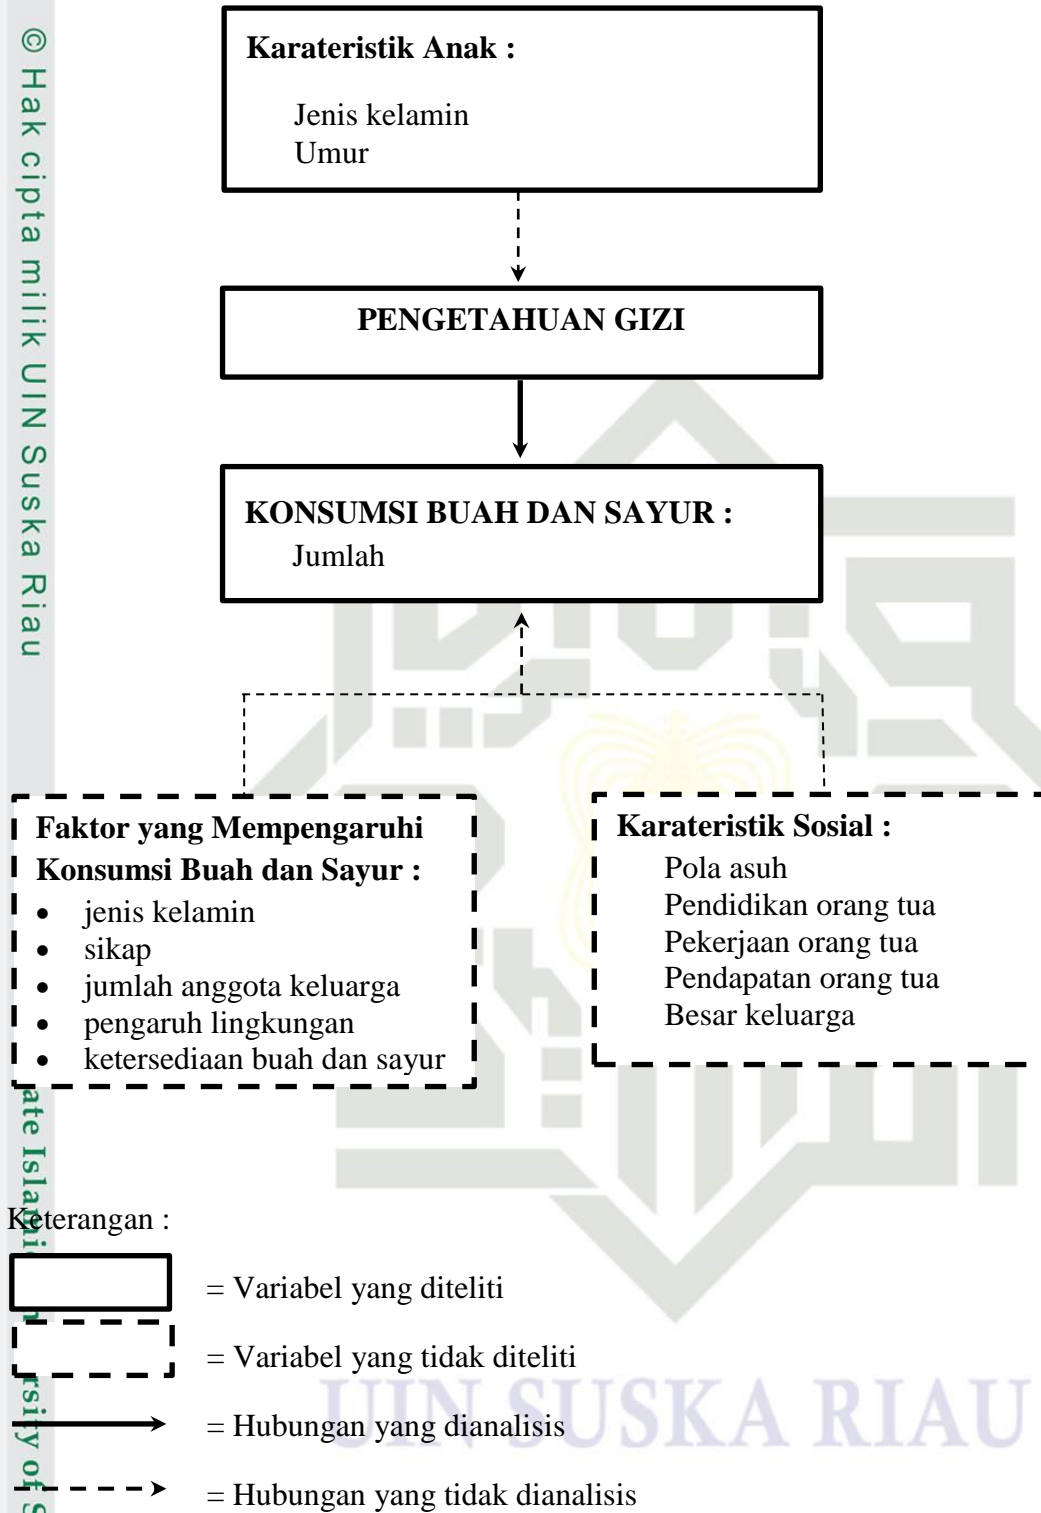 © Hak cipta milik UIN Suska Riau
Karateristik Anak :
Jenis kelamin
Umur
PENGETAHUAN GIZI
KONSUMSI BUAH DAN SAYUR :
Jumlah
Faktor yang Mempengaruhi
Konsumsi Buah dan Sayur :
• jenis kelamin
• sikap
• jumlah anggota keluarga
• pengaruh lingkungan
• ketersediaan buah dan sayur
Karateristik Sosial :
Pola asuh
Pendidikan orang tua
Pekerjaan orang tua
Pendapatan orang tua
Besar keluarga
Keterangan :
= Variabel yang diteliti
= Variabel yang tidak diteliti
= Hubungan yang dianalisis
= Hubungan yang tidak dianalisis
UIN SUSKA RIAU